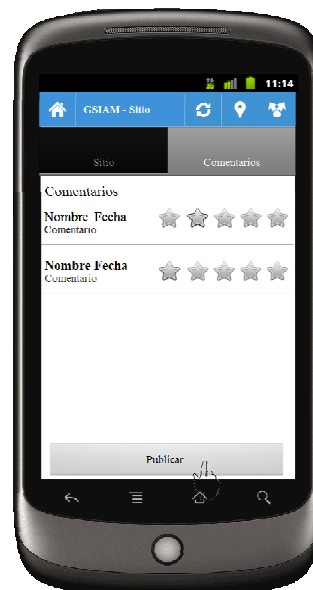 11:14
GSIAM - Sitio
Sitio
Comentarios
Comentarios
Nombre Fecha
Comentario
Nombre Fecha
Comentario
Publicar